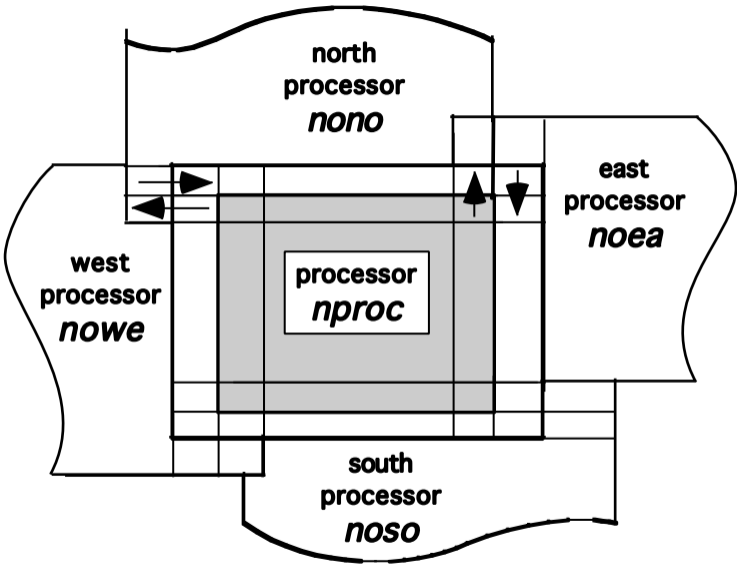 north
processor
nono
east
processor
noea
west
processor
nowe
processor
nproc
south
processor
noso